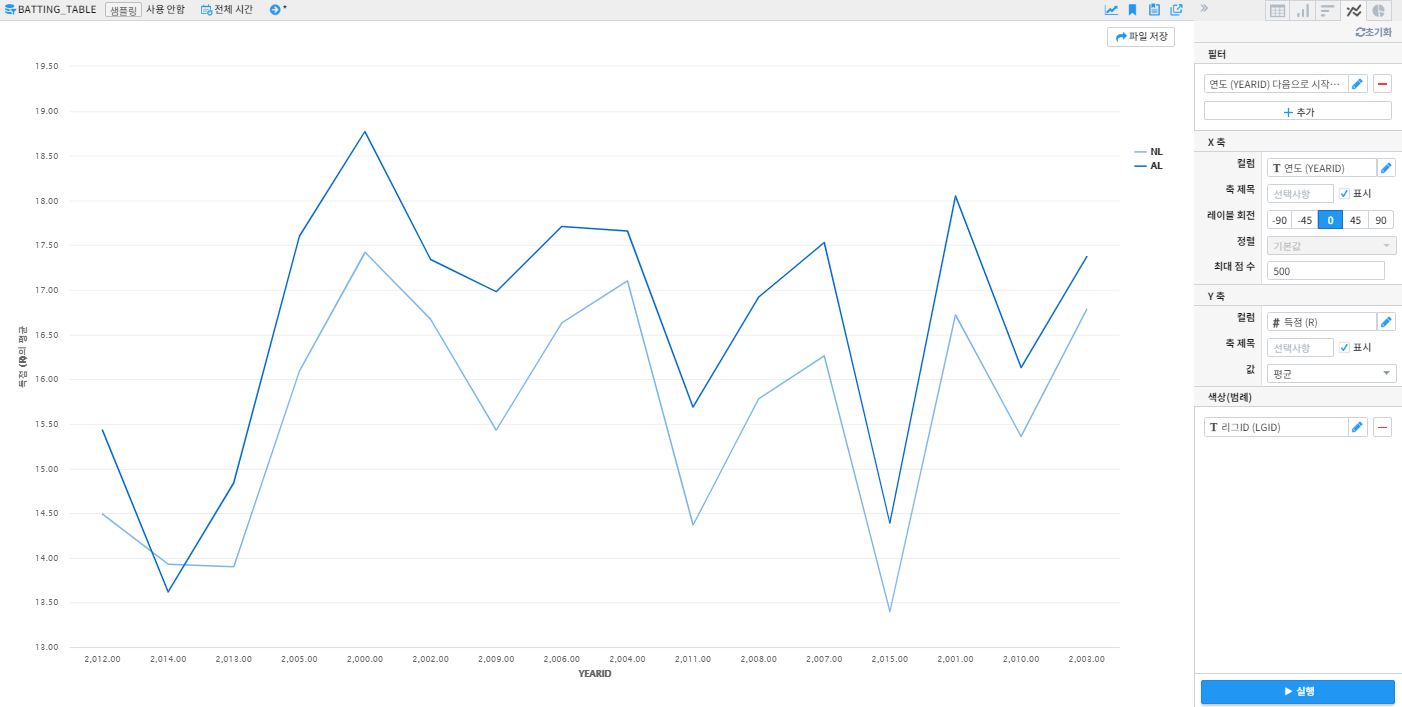 BATTING_TABLE 샘플링 사용 안함 전체 시간 *
초기화
파일 저장
필터
연도 (YEARID) 다음으로 시작…
추가
19.50
19.00
18.50
18.00
17.50
17.00
16.50
16.00
15.50
15.00
14.50
14.00
13.50
13.00
득점 (R)의 평균
NL
AL
2,012.00 2,014.00 2,013.00 2,005.00 2,000.00 2,002.00 2,009.00 2,006.00 2,004.00 2,011.00 2,008.00 2,007.00 2,015.00 2,001.00 2,010.00 2,003.00
YEARID
X 축
컬럼 T 연도 (YEARID)
축 제목 선택사항 표시
레이블 회전 -90 -45 0 45 90
정렬 기본값
최대 점 수 500
Y 축
컬럼 # 득점 (R)
축 제목 선택사항 표시
값 평균
색상(범례)
T 리그ID (LGID)
실행